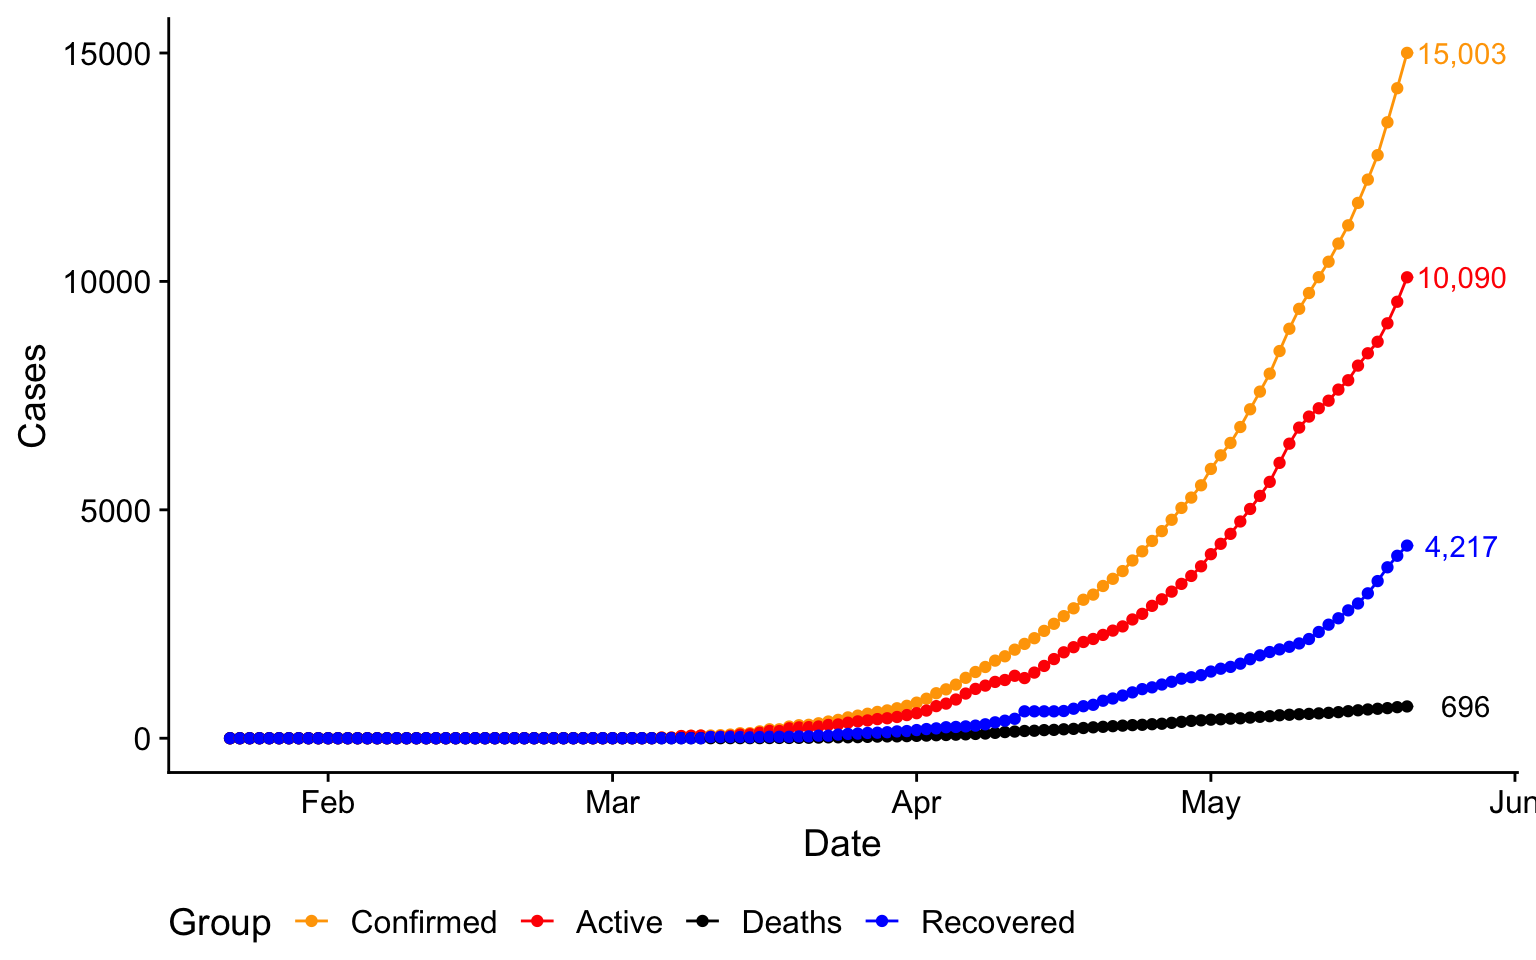 15000
15,003
10000
10,090
Cases
5000
4,217
696
0
Feb Mar Apr May Jun
Date
Group Confirmed Active Deaths Recovered